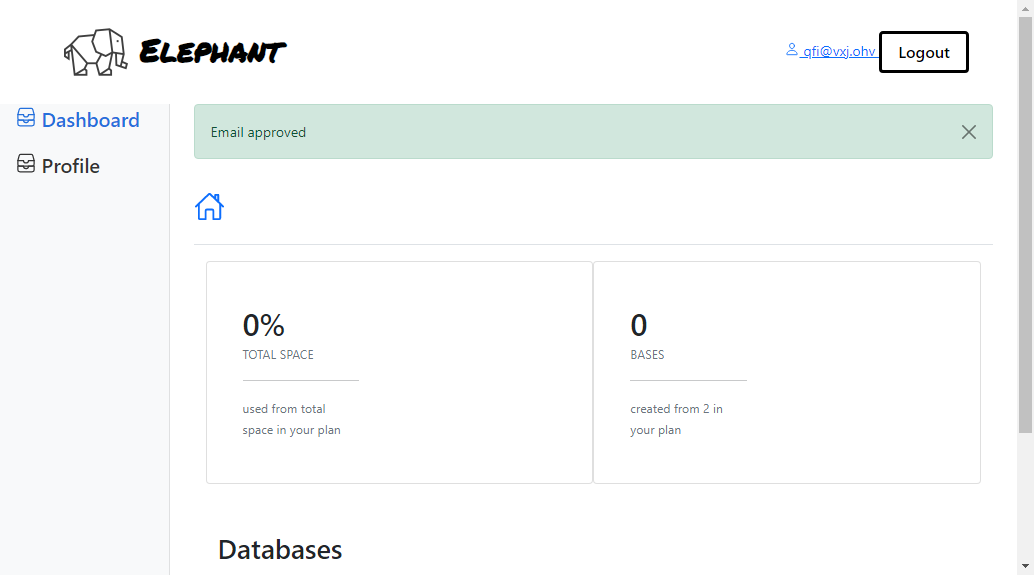 Elephant
qfi@vxj.ohv
Logout
Dashboard
Profile
Email approved
0%
TOTAL SPACE
used from total
space in your plan
0
BASES
created from 2 in
your plan
Databases